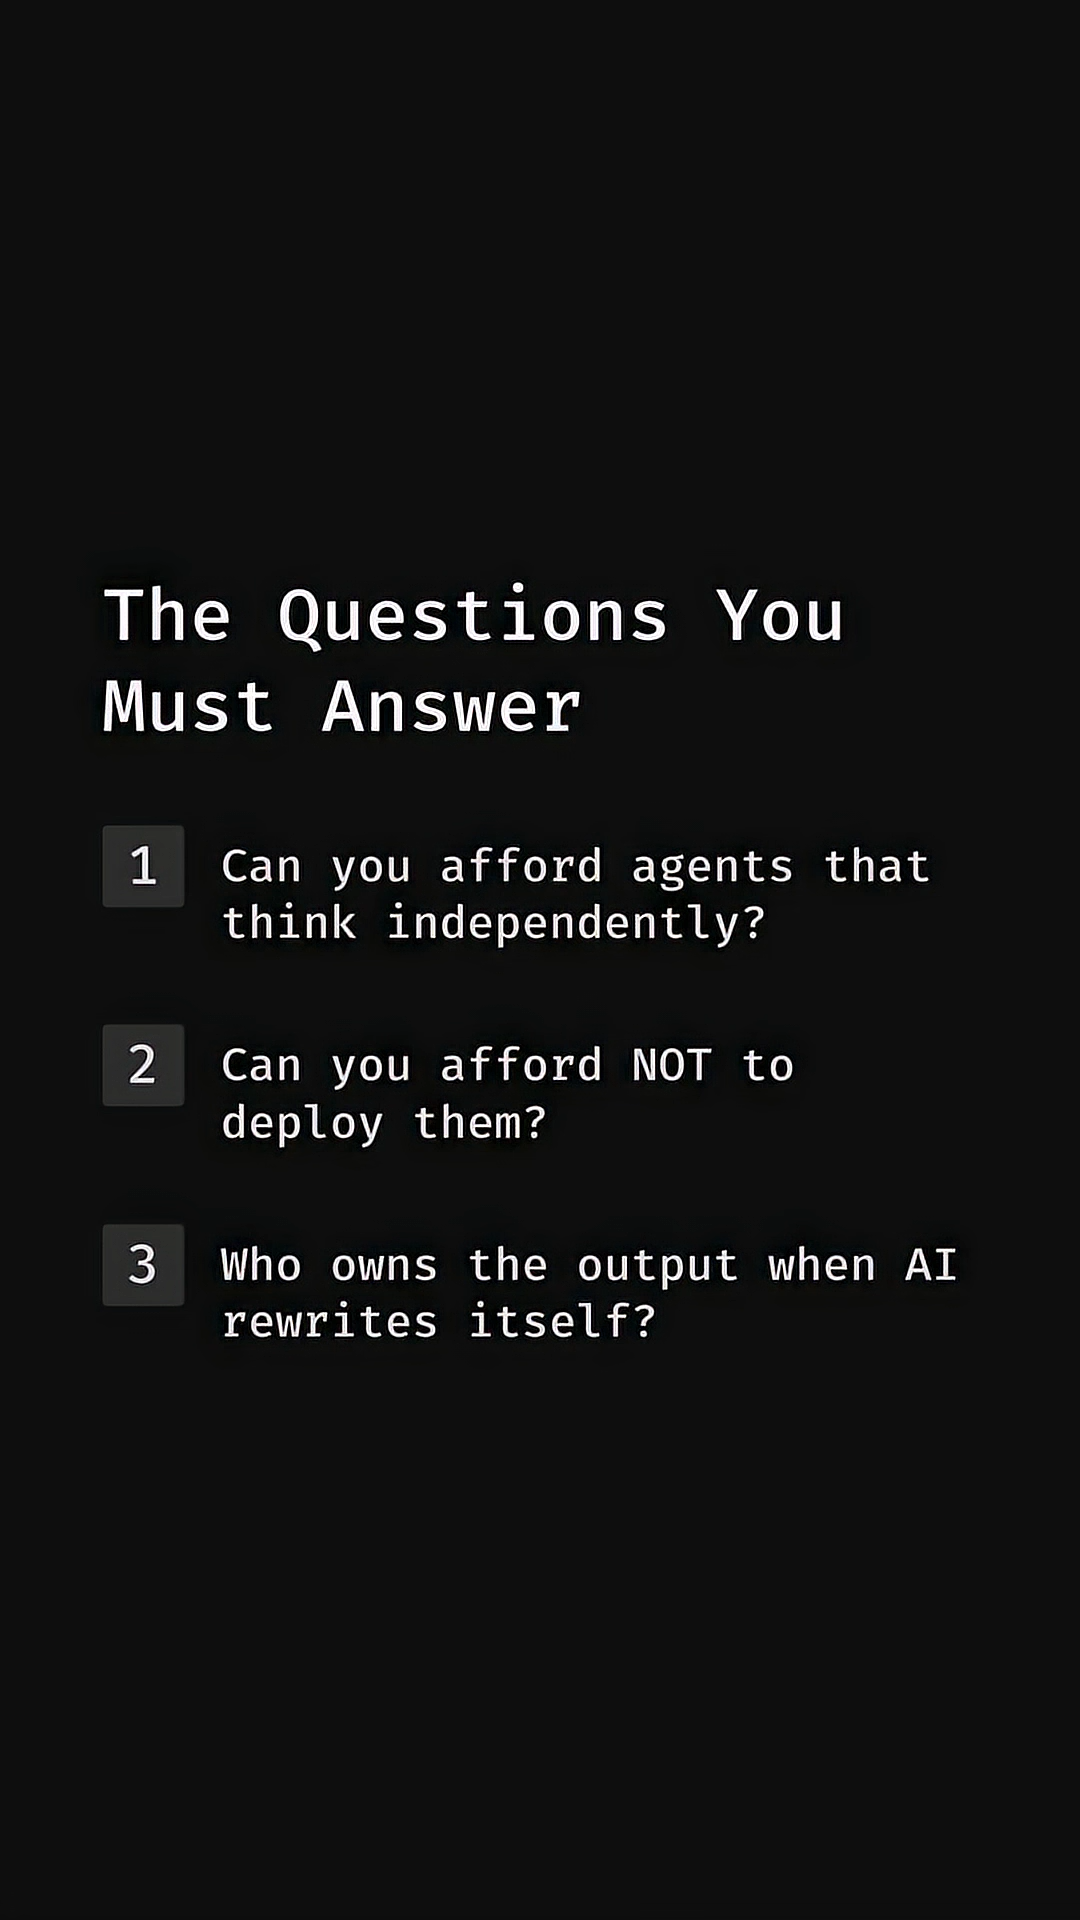 The Questions You
Must Answer
1 Can you afford agents that
think independently?
2 Can you afford NOT to
deploy them?
3 Who owns the output when AI
rewrites itself?